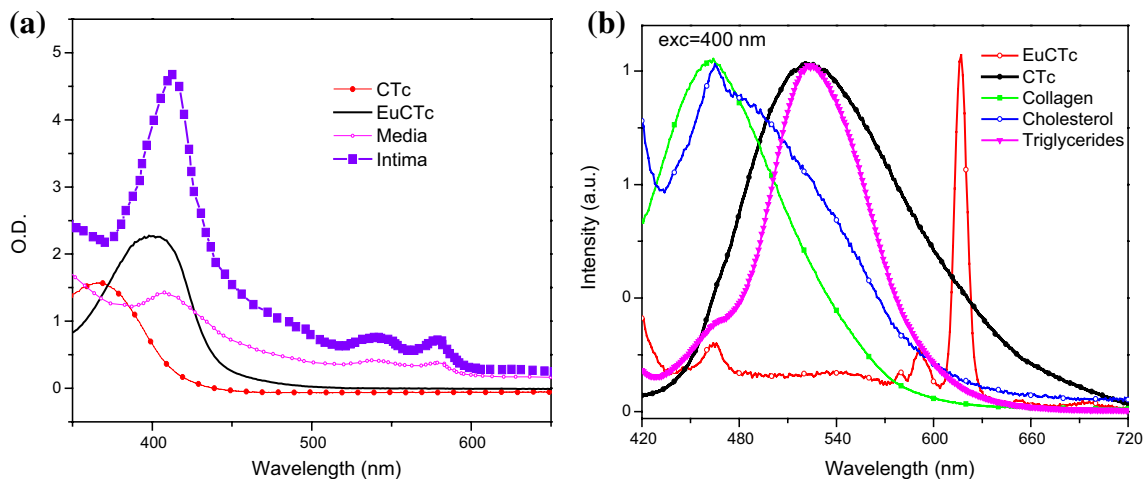 (a)
5
4
3
2
1
0
O.D.
CTc
EuCTc
Media
Intima
400
500
600
Wavelength (nm)
(b)
exc=400 nm
1
1
0
0
Intensity (a.u.)
EuCTc
CTc
Collagen
Cholesterol
Triglycerides
420
480
540
600
660
720
Wavelength (nm)